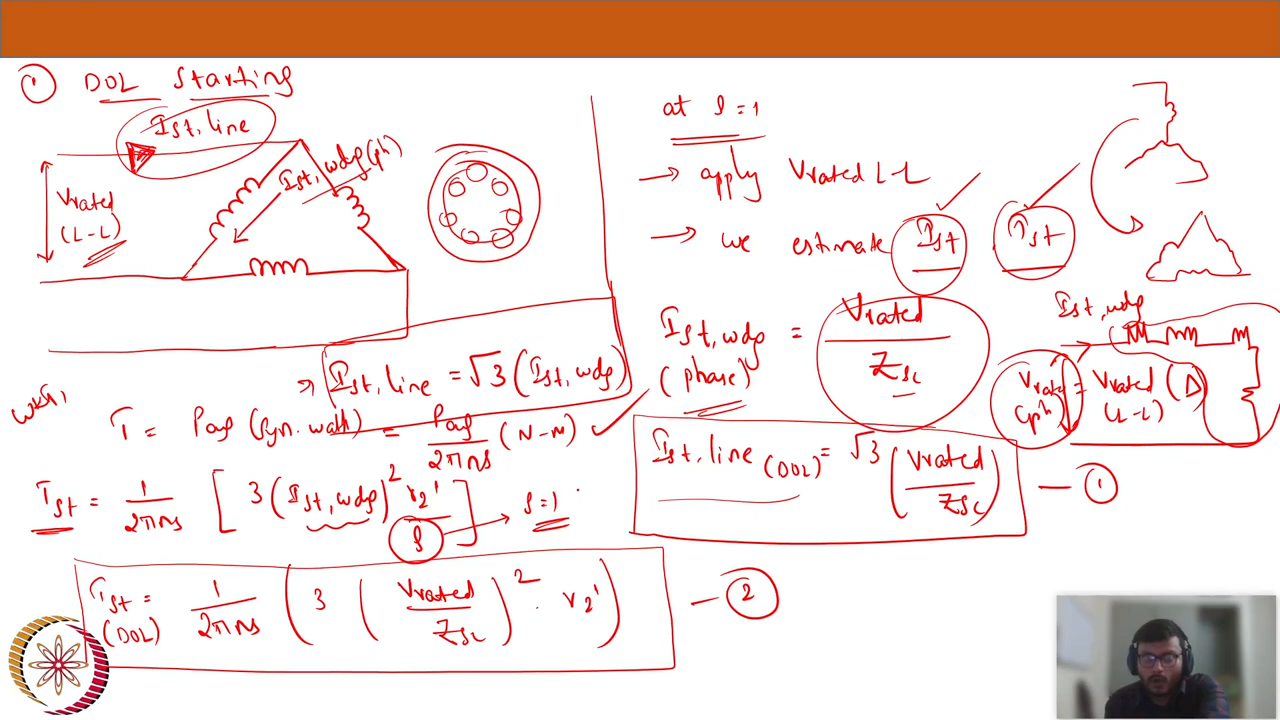 ① DOL Starting
Ist, line
Ist, wdg (ph)
Vrated
(L-L)
⇒ Ist, line = √3 (Ist, wdg)
wkt,
T = Pag (syn. watt) = Pag / 2πns (N-m)
Tst = 1 / 2πns [ 3 (Ist, wdg)² r2' / s ] → s=1
Tst = (DOL) 1 / 2πns ( 3 ( Vrated / Zsc )² . r2' ) — ②
at s=1
→ apply Vrated L-L
→ we estimate Ist Tst
Ist, wdg (phase) = Vrated / Zsc
Ist, line (DOL) = √3 ( Vrated / Zsc ) — ①
Ist, wdg
Vrated (ph) = Vrated (Δ) (L-L)